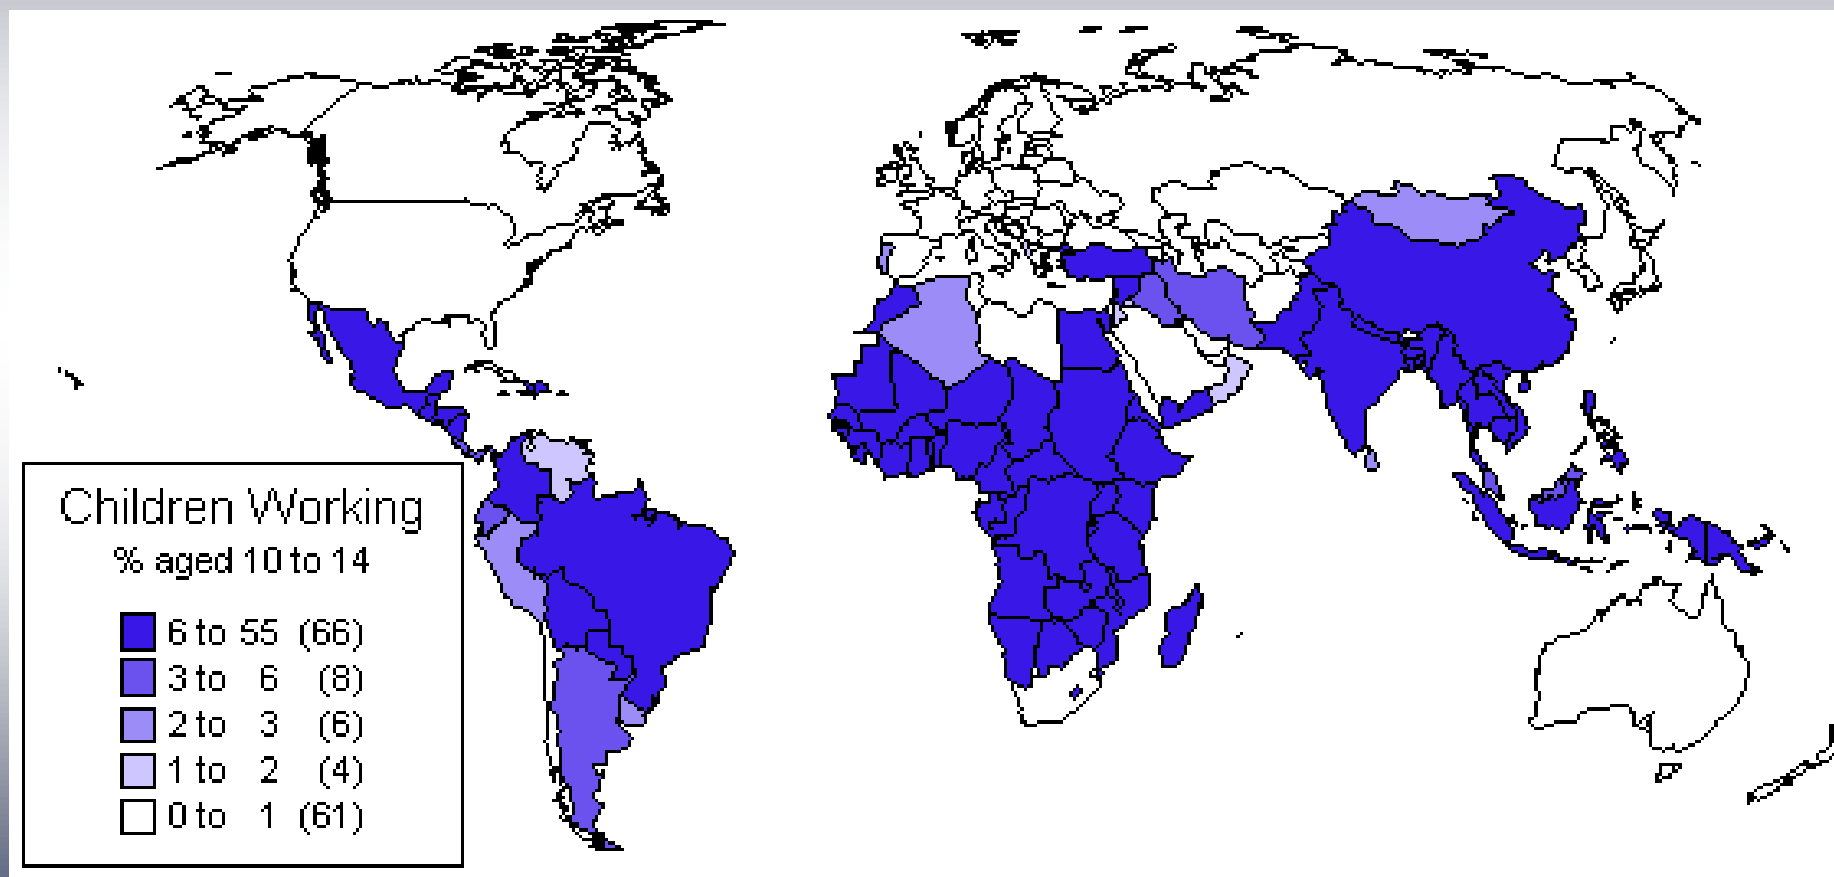 Children Working
% aged 10 to 14
6 to 55 (66)
3 to 6 (8)
2 to 3 (6)
1 to 2 (4)
0 to 1 (61)